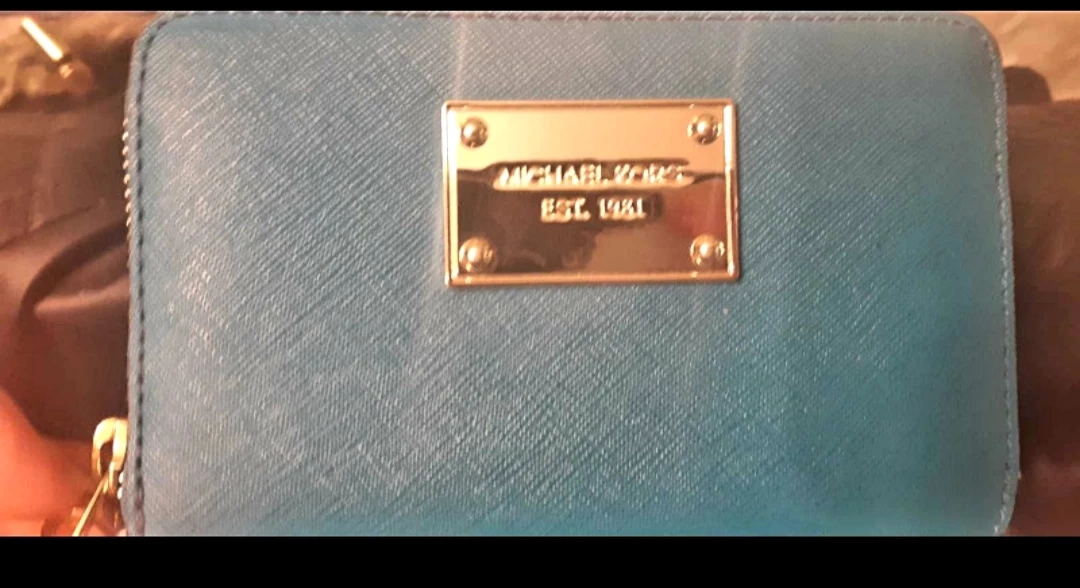 MICHAEL KORS
EST. 1981